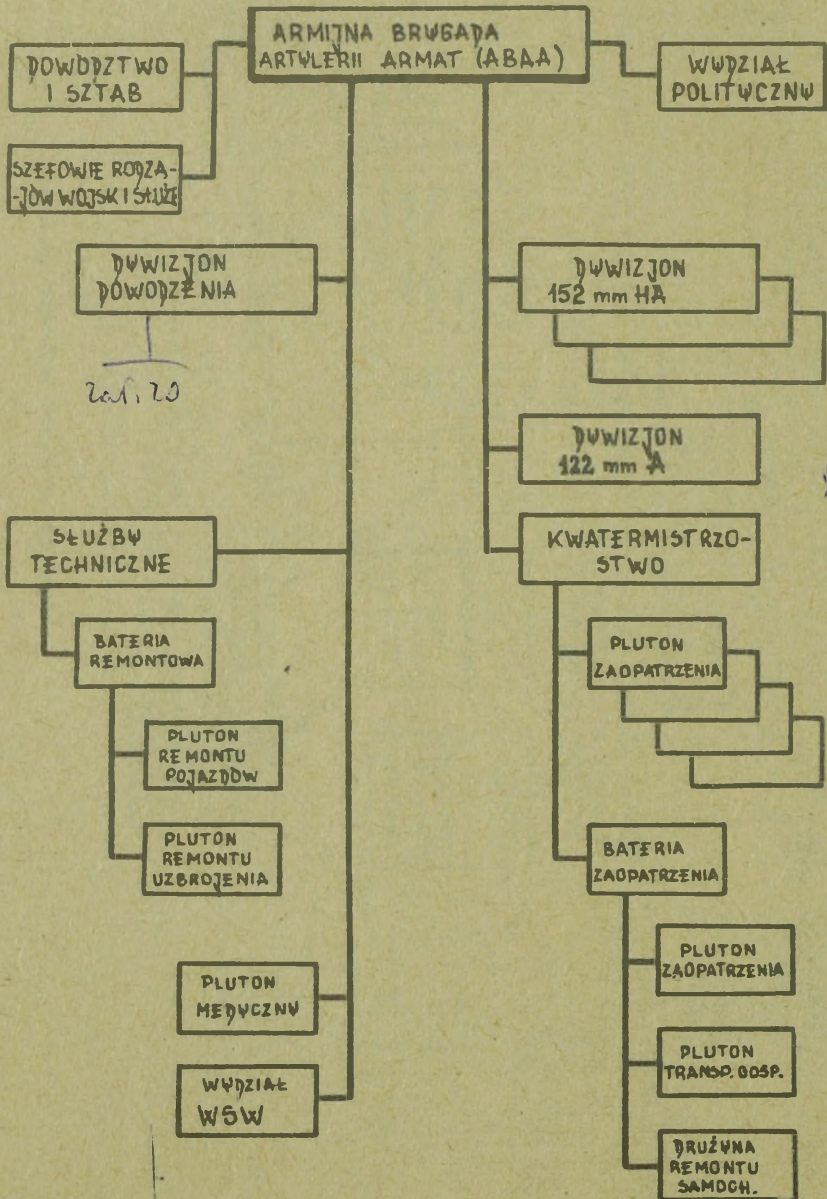 ARMIJNA BRYGADA
ARTYLERII ARMAT (ABAA)
DOWÓDZTWO
I SZTAB
WYDZIAŁ
POLITYCZNY
SZEFOWIE RODZA-
-JÓW WOJSK I SŁUŻB
DYWIZJON
DOWODZENIA
DYWIZJON
152 mm HA
DYWIZJON
122 mm A
SŁUŻBY
TECHNICZNE
KWATERMISTRZO-
STWO
BATERIA
REMONTOWA
PLUTON
ZAOPATRZENIA
PLUTON
REMONTU
POJAZDÓW
PLUTON
REMONTU
UZBROJENIA
BATERIA
ZAOPATRZENIA
PLUTON
MEDYCZNY
PLUTON
ZAOPATRZENIA
WYDZIAŁ
WSW
PLUTON
TRANSP. GOSP.
DRUŻYNA
REMONTU
SAMOCH.